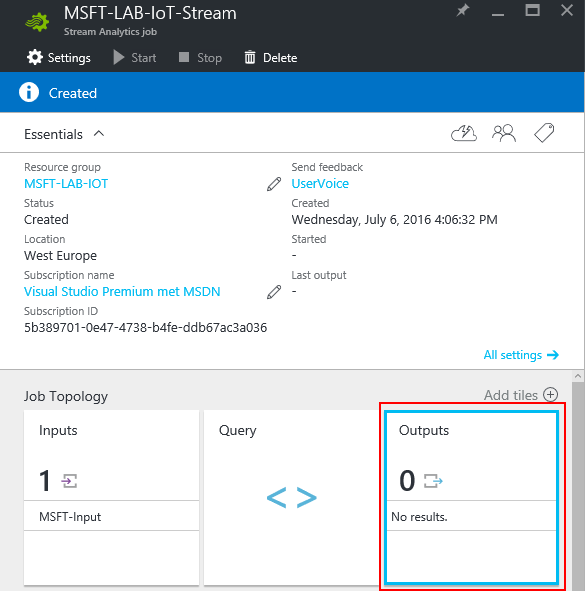 MSFT-LAB-IoT-Stream
Stream Analytics job
Settings
Start
Stop
Delete
Created
Essentials
Resource group
MSFT-LAB-IOT
Send feedback
UserVoice
Status
Created
Created
Wednesday, July 6, 2016 4:06:32 PM
Location
West Europe
Started
-
Subscription name
Visual Studio Premium met MSDN
Last output
-
Subscription ID
5b389701-0e47-4738-b4fe-ddb67ac3a036
All settings
Job Topology
Add tiles
Inputs
1
MSFT-Input
Query
< >
Outputs
0
No results.